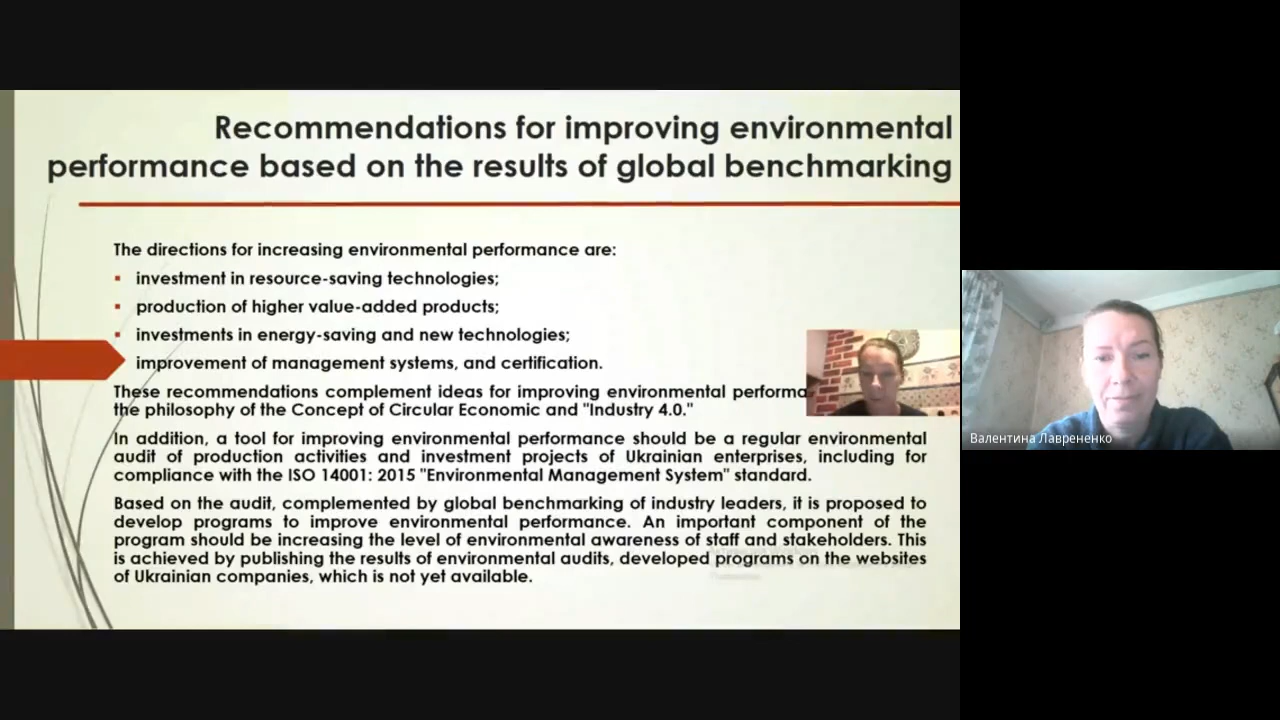 Recommendations for improving environmental
performance based on the results of global benchmarking
The directions for increasing environmental performance are:
investment in resource-saving technologies;
production of higher value-added products;
investments in energy-saving and new technologies;
improvement of management systems, and certification.
These recommendations complement ideas for improving environmental performa
the philosophy of the Concept of Circular Economic and "Industry 4.0."
In addition, a tool for improving environmental performance should be a regular environmental
audit of production activities and investment projects of Ukrainian enterprises, including for
compliance with the ISO 14001: 2015 "Environmental Management System" standard.
Based on the audit, complemented by global benchmarking of industry leaders, it is proposed to
develop programs to improve environmental performance. An important component of the
program should be increasing the level of environmental awareness of staff and stakeholders. This
is achieved by publishing the results of environmental audits, developed programs on the websites
of Ukrainian companies, which is not yet available.
Валентина Лаврененко